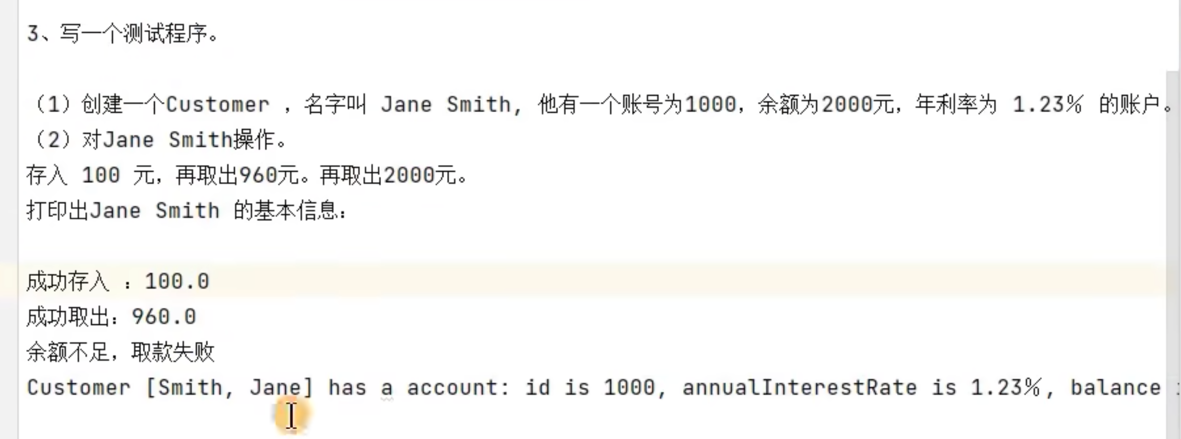 3、写一个测试程序。
（1）创建一个Customer ，名字叫 Jane Smith, 他有一个账号为1000，余额为2000元，年利率为 1.23％ 的账户。
（2）对Jane Smith操作。
存入 100 元，再取出960元。再取出2000元。
打印出Jane Smith 的基本信息：
成功存入 ：100.0
成功取出：960.0
余额不足，取款失败
Customer [Smith, Jane] has a account: id is 1000, annualInterestRate is 1.23％, balance